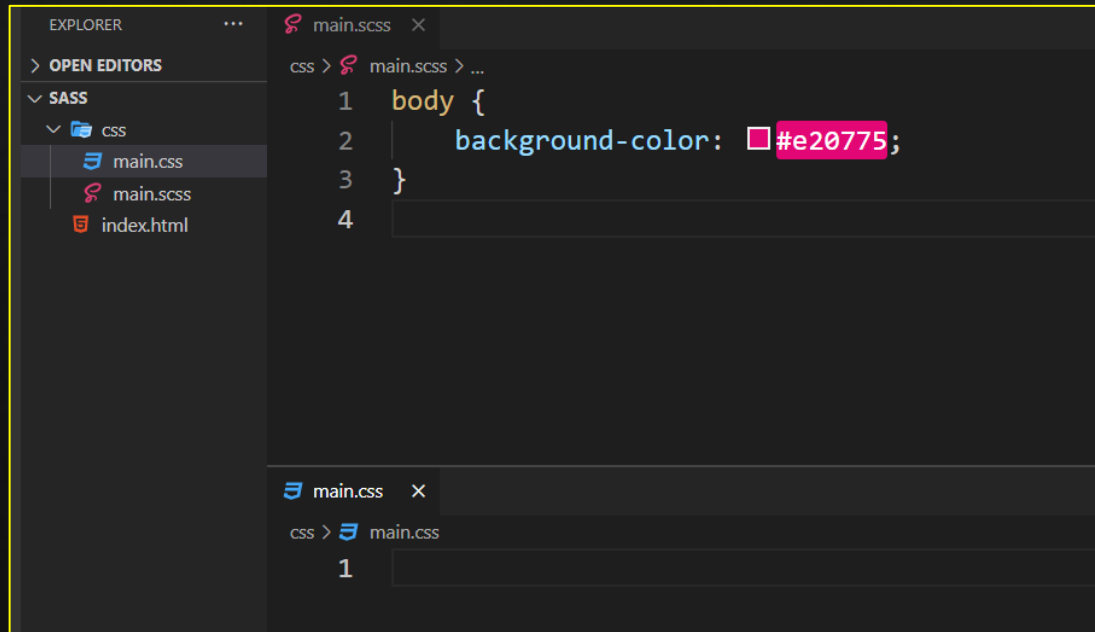 EXPLORER ...
OPEN EDITORS
SASS
css
main.css
main.scss
index.html
main.scss
css > main.scss > ...
1 body {
2 background-color: #e20775;
3 }
4
main.css
css > main.css
1